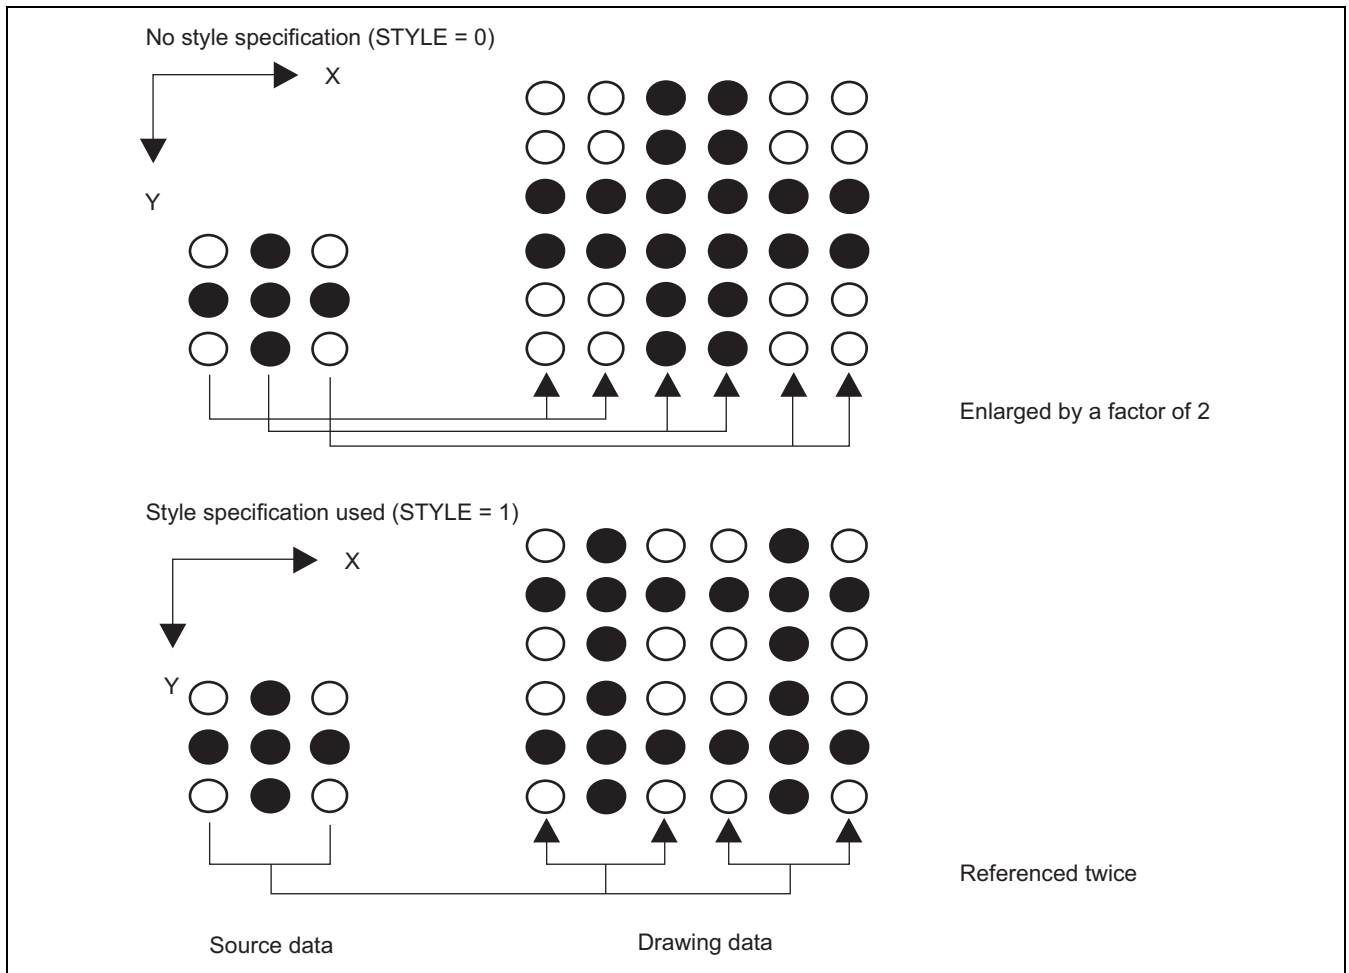 No style specification (STYLE = 0)
X
Y
Enlarged by a factor of 2
Style specification used (STYLE = 1)
X
Y
Referenced twice
Source data
Drawing data